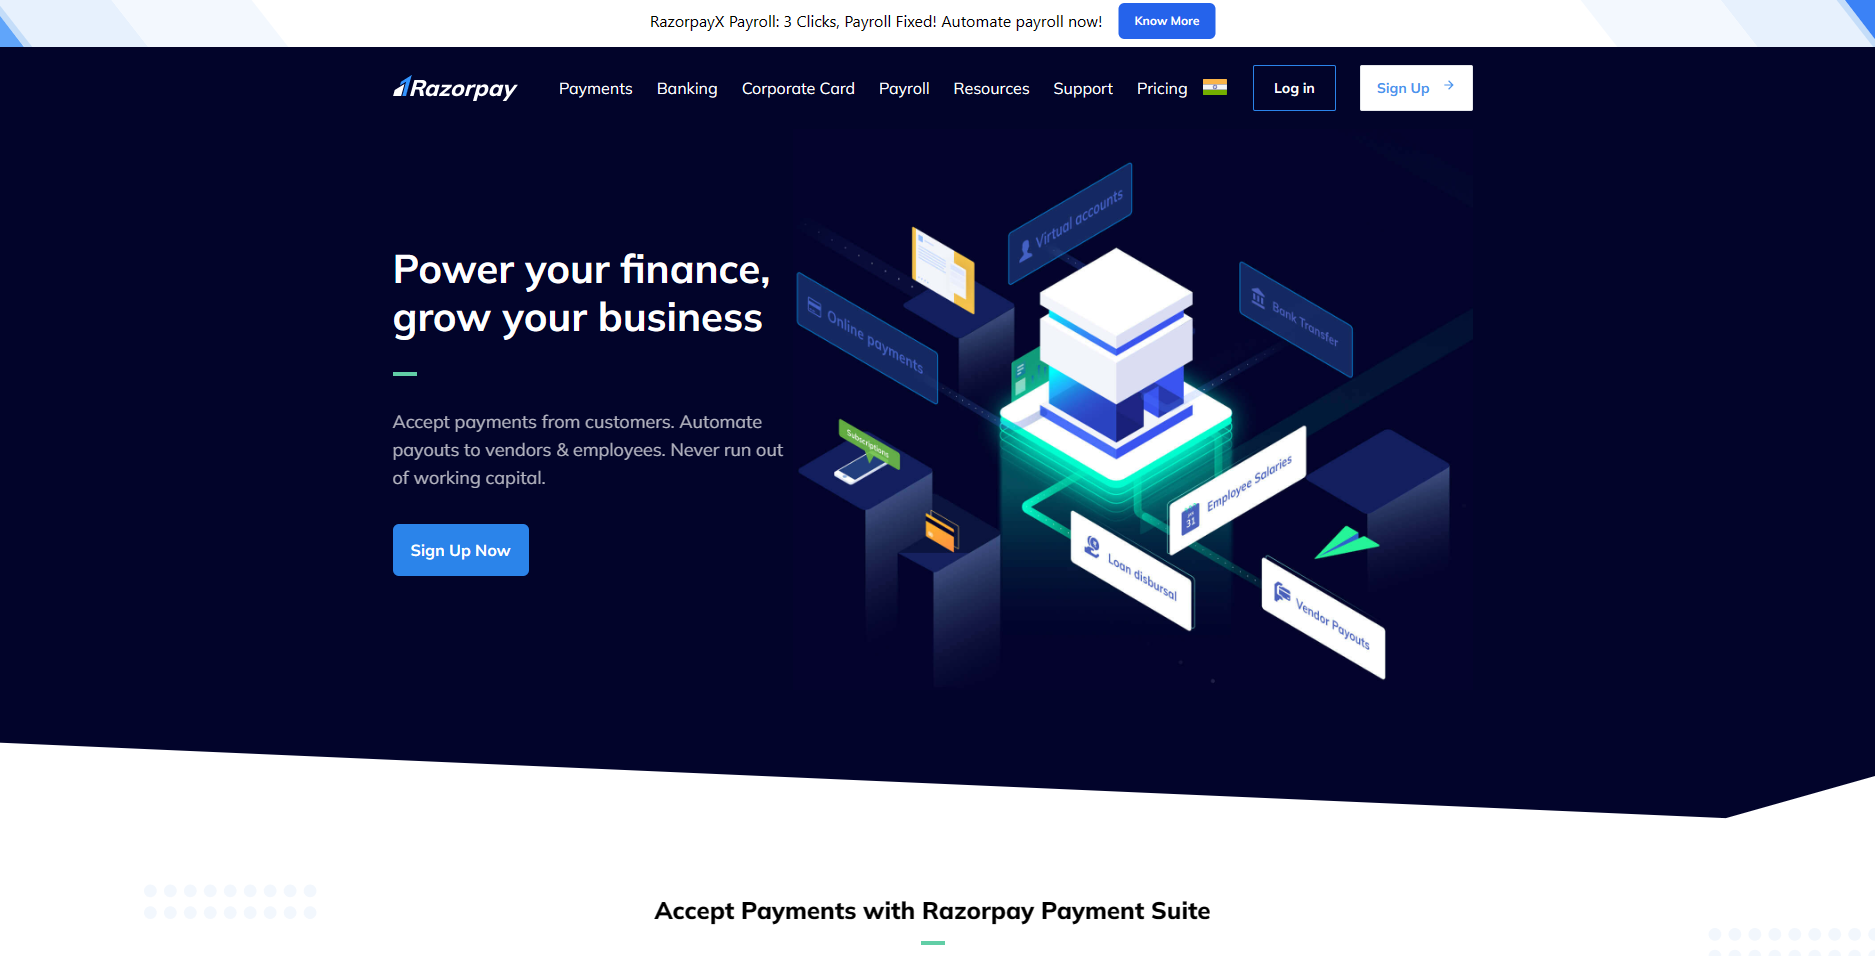 RazorpayX Payroll: 3 Clicks, Payroll Fixed! Automate payroll now!
Know More
Razorpay
Payments
Banking
Corporate Card
Payroll
Resources
Support
Pricing
Log in
Sign Up
Power your finance,
grow your business
Accept payments from customers. Automate
payouts to vendors & employees. Never run out
of working capital.
Sign Up Now
Virtual accounts
Online payments
Bank Transfer
Subscriptions
31
Employee Salaries
Loan disbursal
Vendor Payouts
Accept Payments with Razorpay Payment Suite